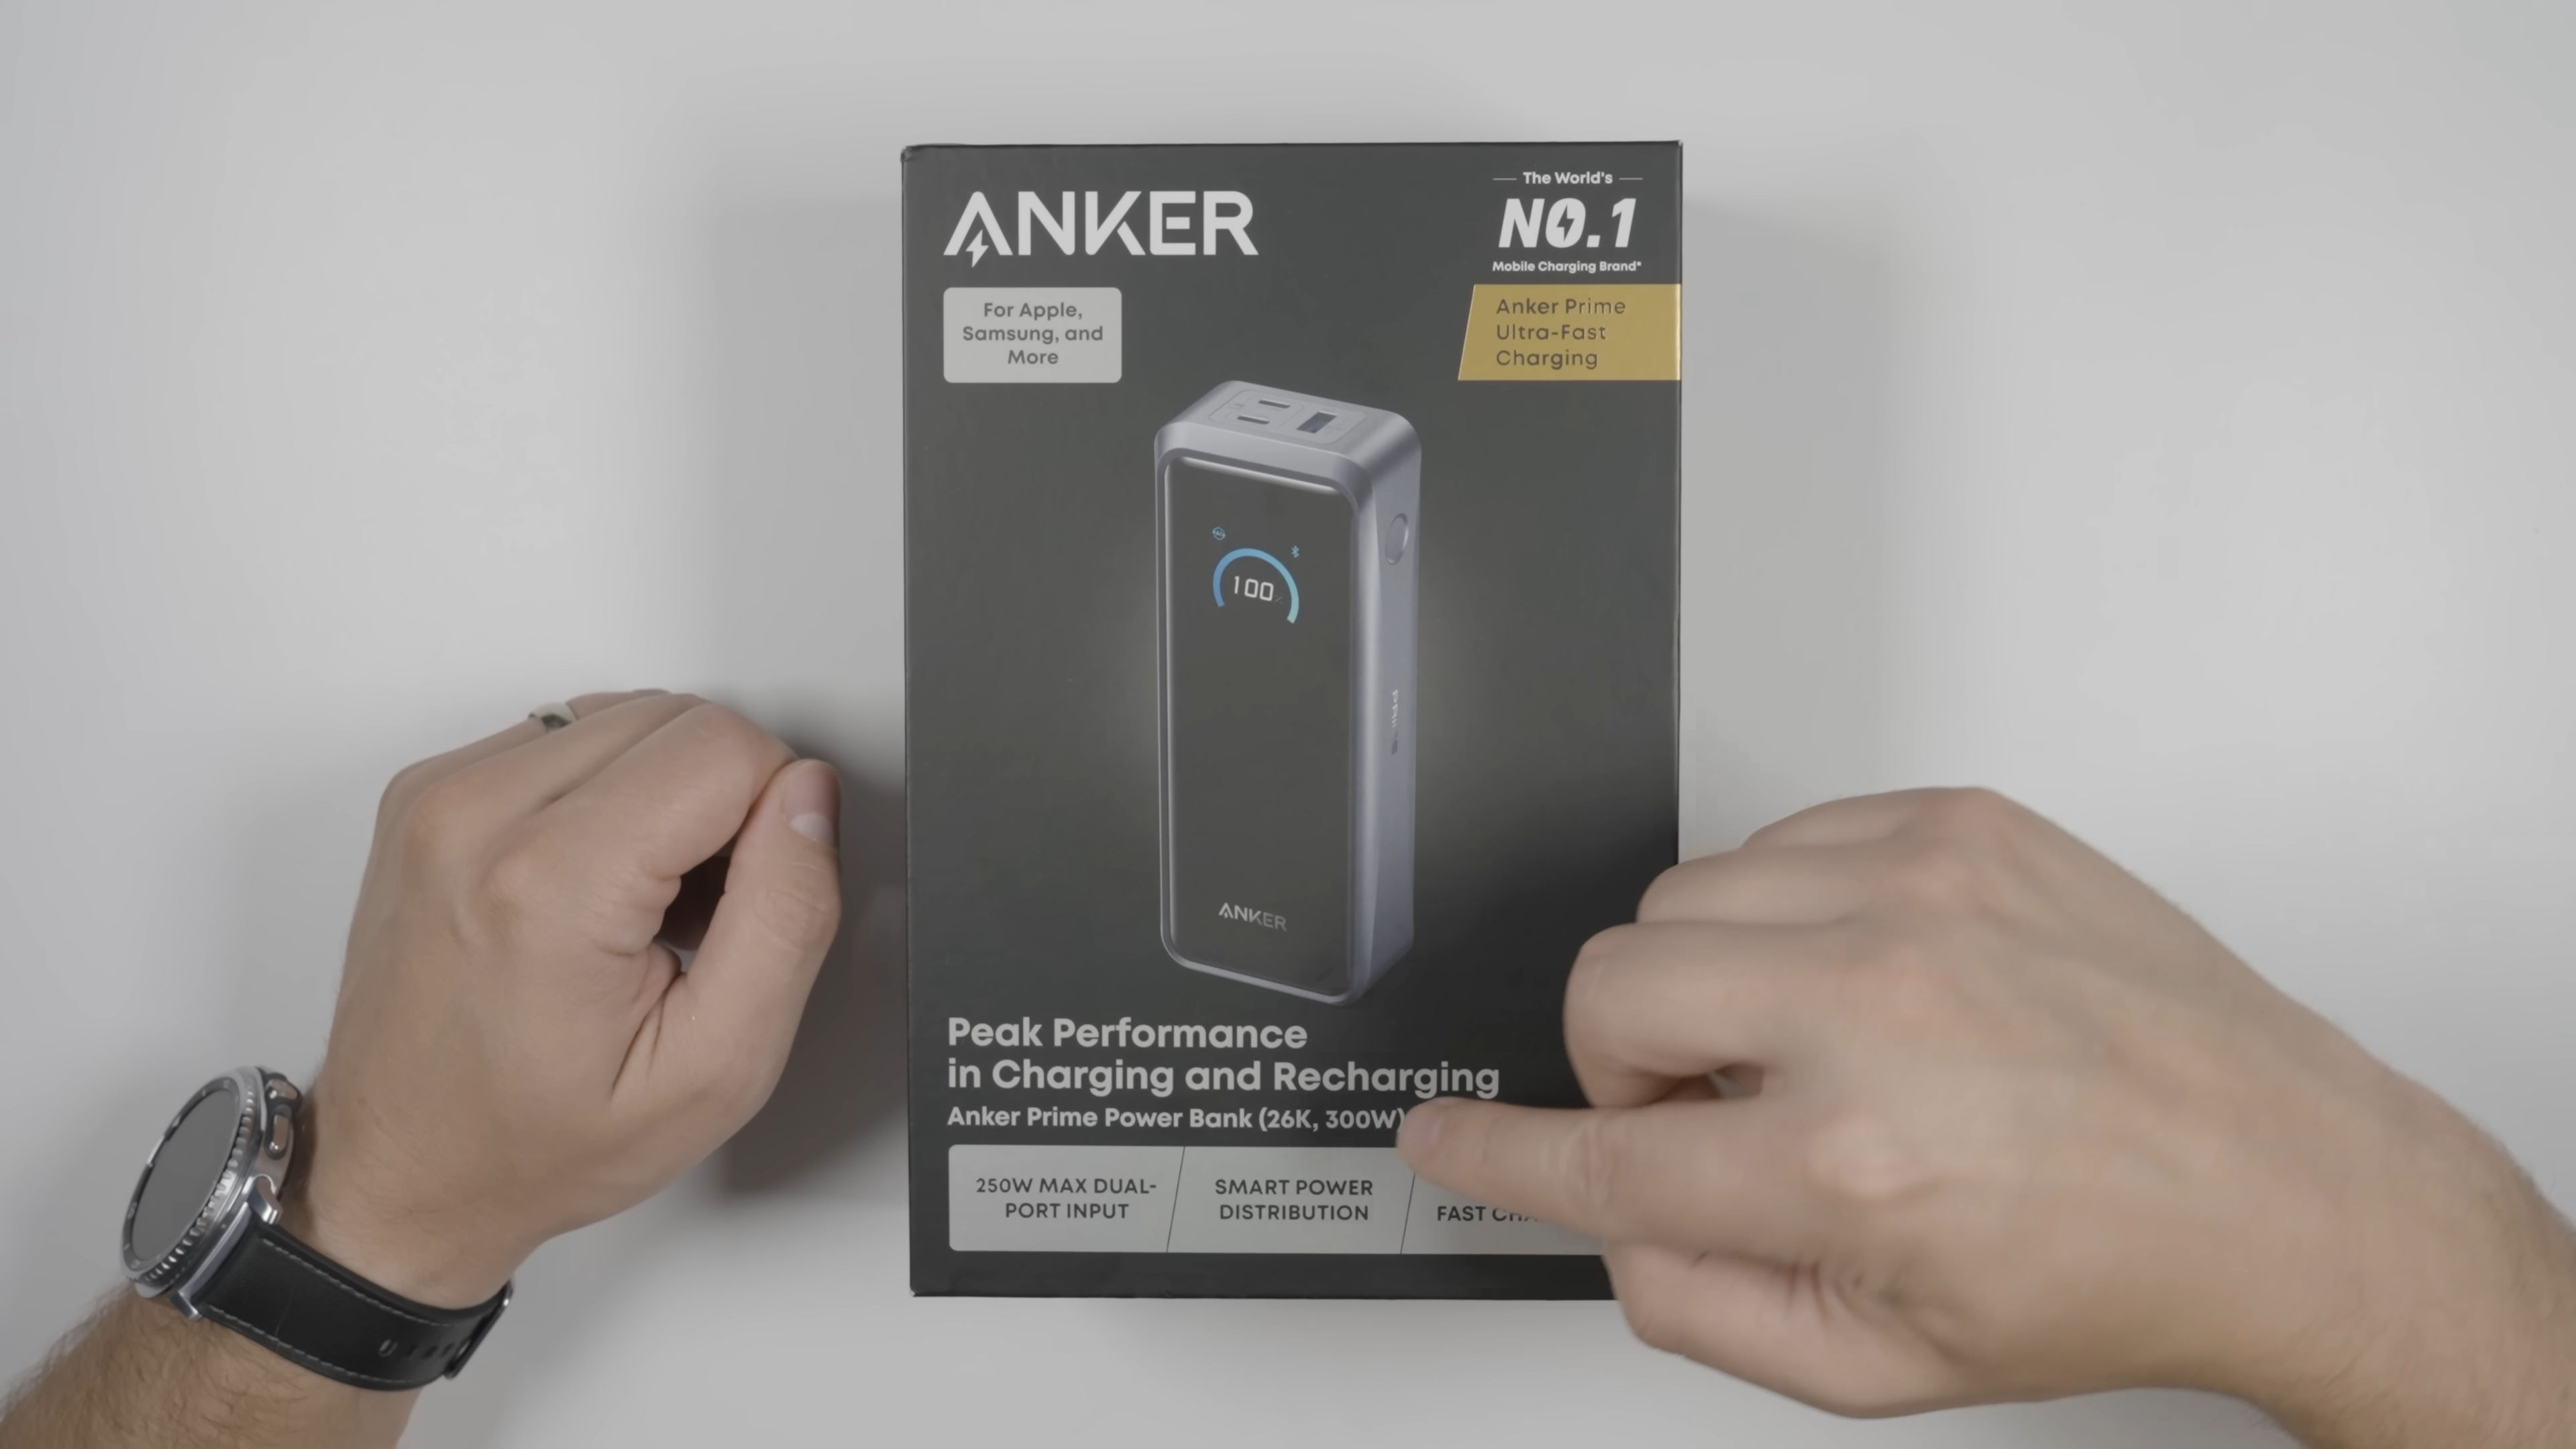 ANKER
The World's
NO.1
Mobile Charging Brand*
For Apple,
Samsung, and
More
Anker Prime
Ultra-Fast
Charging
100%
ANKER
Peak Performance
in Charging and Recharging
Anker Prime Power Bank (26K, 300W)
250W MAX DUAL-
PORT INPUT
SMART POWER
DISTRIBUTION
FAST